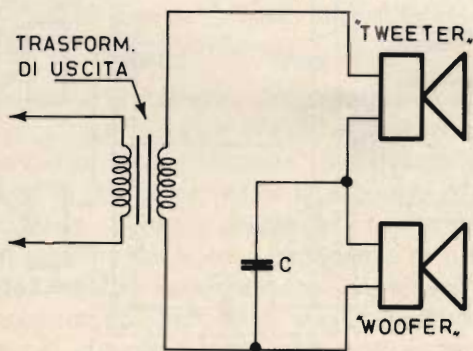 TRASFORM.
DI USCITA
"TWEETER„
C
"WOOFER„